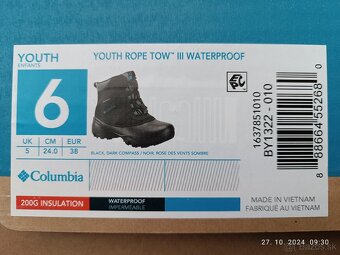 YOUTH
ENFANTS
6
UK CM EUR
5 24.0 38
YOUTH ROPE TOW™ III WATERPROOF
BLACK, DARK COMPASS / NOIR, ROSE DES VENTS SOMBRE
1637851010
BY1322 - 010
8 88664 55268 0
Columbia
200G INSULATION
WATERPROOF
IMPERMÉABLE
MADE IN VIETNAM
FABRIQUÉ AU VIETNAM
27. 10. 2024 09:30